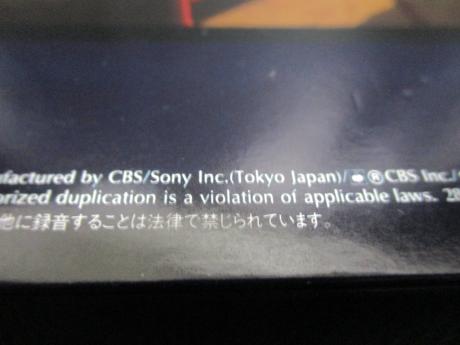 ufactured by CBS/Sony Inc.(Tokyo Japan)/ ®CBS Inc./
orized duplication is a violation of applicable laws. 28
他に録音することは法律で禁じられています。